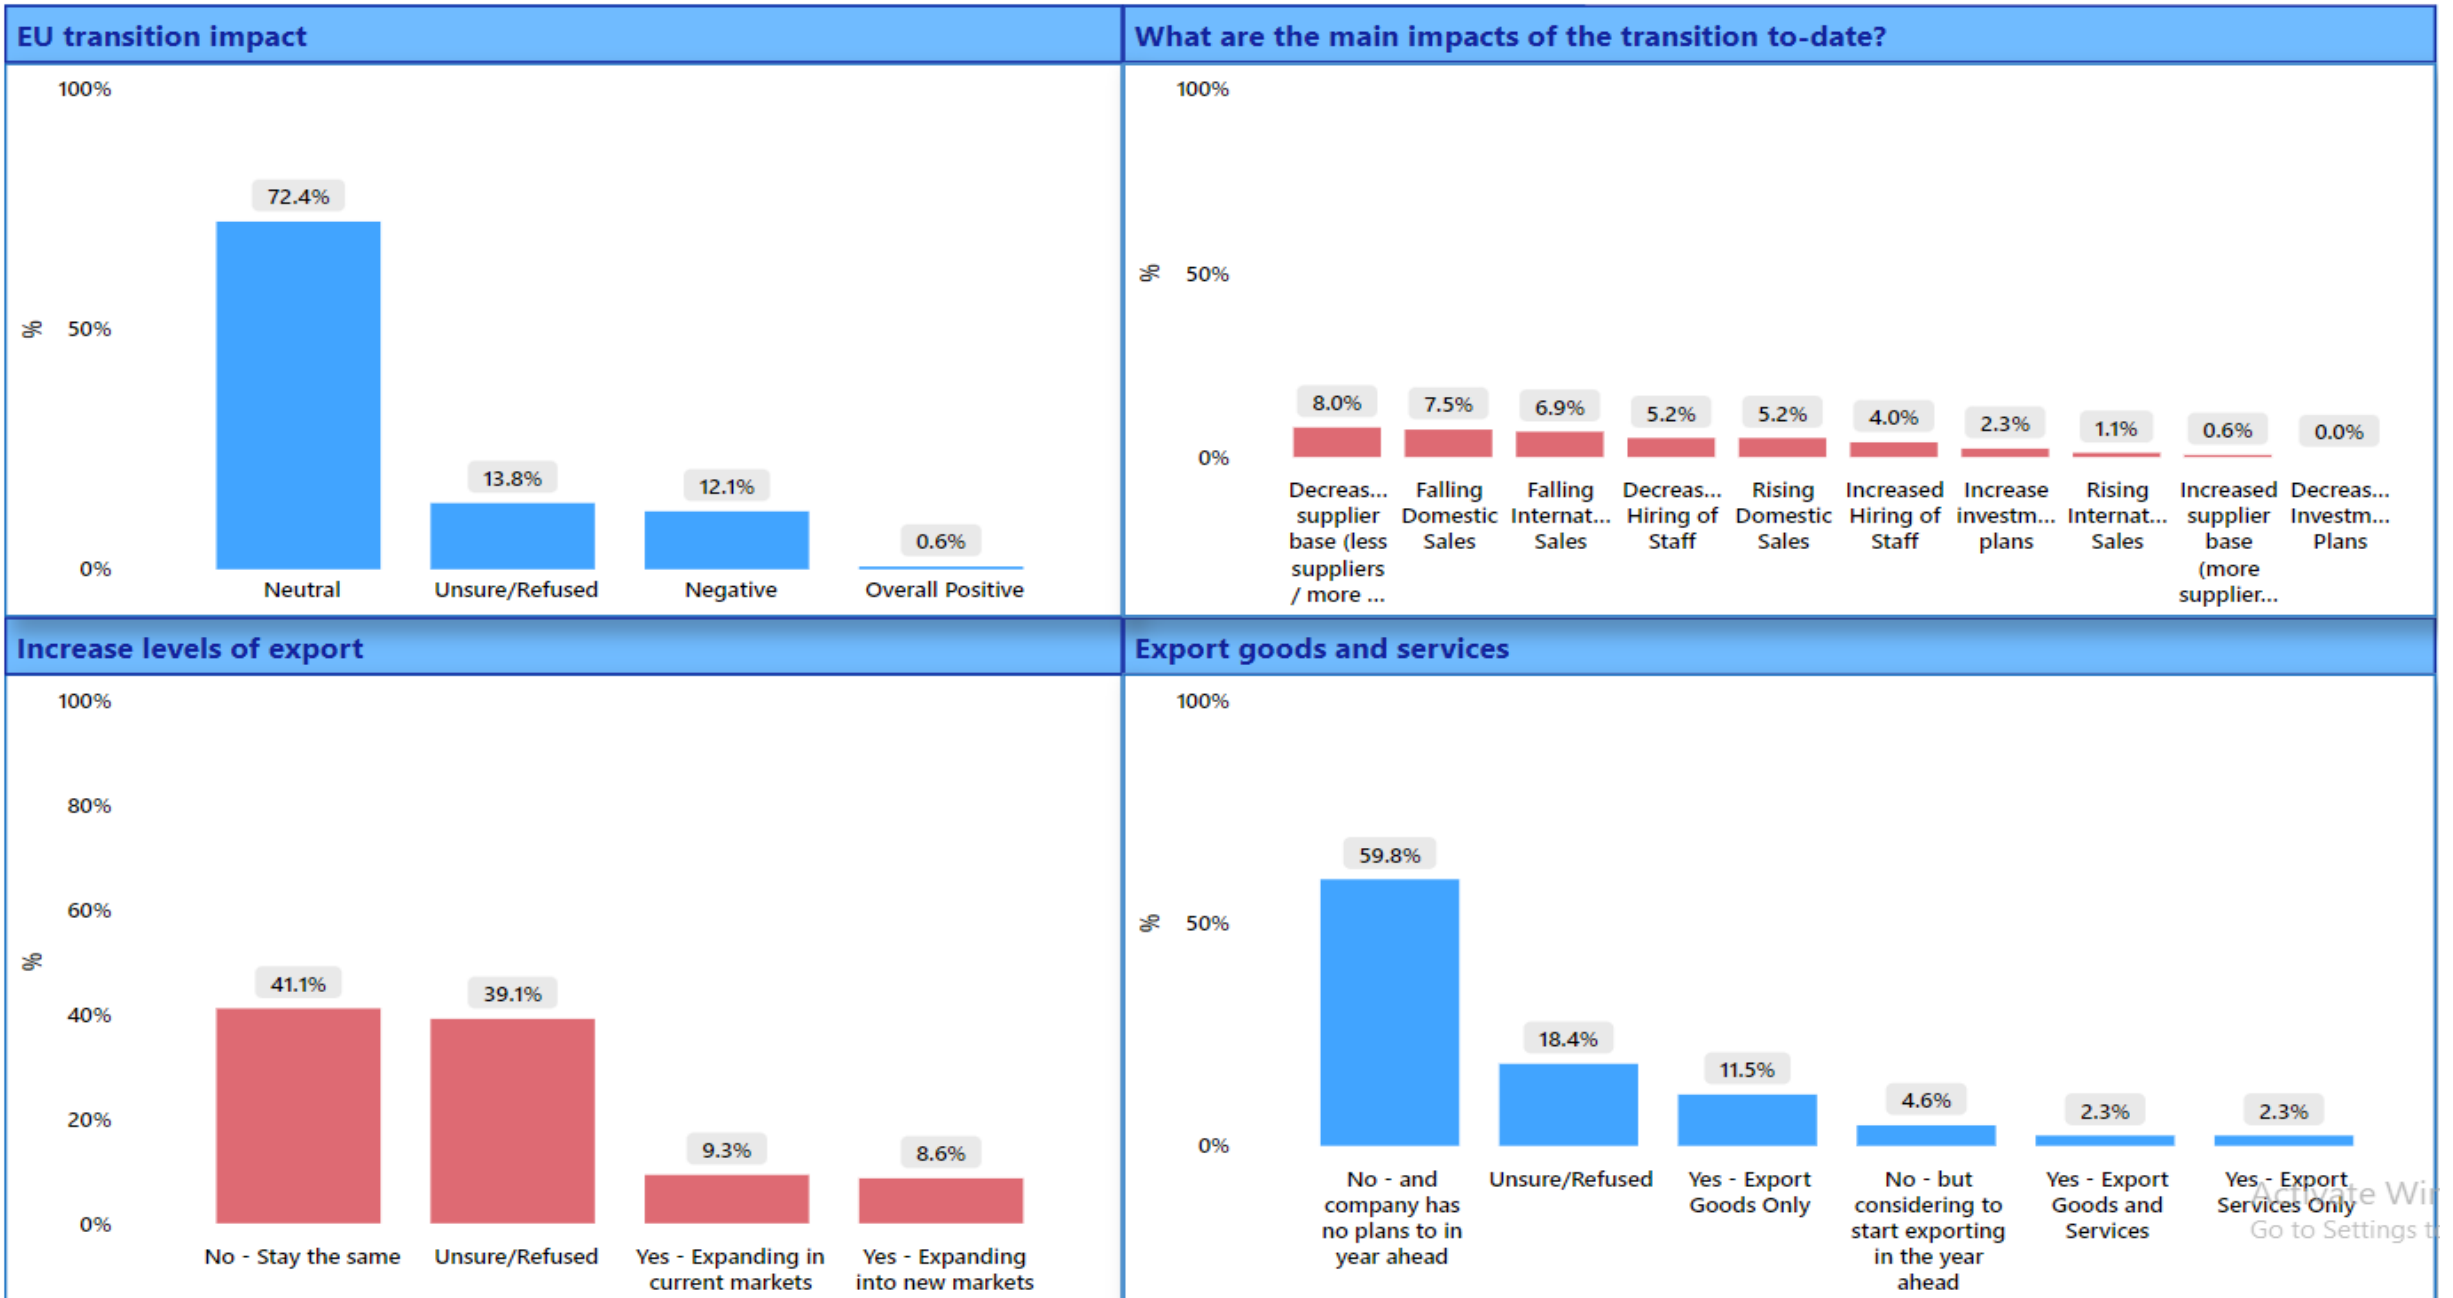 EU transition impact
100%
%
50%
0%
72.4%
13.8%
12.1%
0.6%
Neutral
Unsure/Refused
Negative
Overall Positive
What are the main impacts of the transition to-date?
100%
%
50%
0%
8.0%
7.5%
6.9%
5.2%
5.2%
4.0%
2.3%
1.1%
0.6%
0.0%
Decreas...
supplier
base (less
suppliers
/ more ...
Falling
Domestic
Sales
Falling
Internat...
Sales
Decreas...
Hiring of
Staff
Rising
Domestic
Sales
Increased
Hiring of
Staff
Increase
investm...
plans
Rising
Internat...
Sales
Increased
supplier
base
(more
supplier...
Decreas...
Investm...
Plans
Increase levels of export
100%
80%
60%
%
40%
20%
0%
41.1%
39.1%
9.3%
8.6%
No - Stay the same
Unsure/Refused
Yes - Expanding in
current markets
Yes - Expanding
into new markets
Export goods and services
100%
%
50%
0%
59.8%
18.4%
11.5%
4.6%
2.3%
2.3%
No - and
company has
no plans to in
year ahead
Unsure/Refused
Yes - Export
Goods Only
No - but
considering to
start exporting
in the year
ahead
Yes - Export
Goods and
Services
Yes - Export
Services Only
Activate Wi
Go to Settings